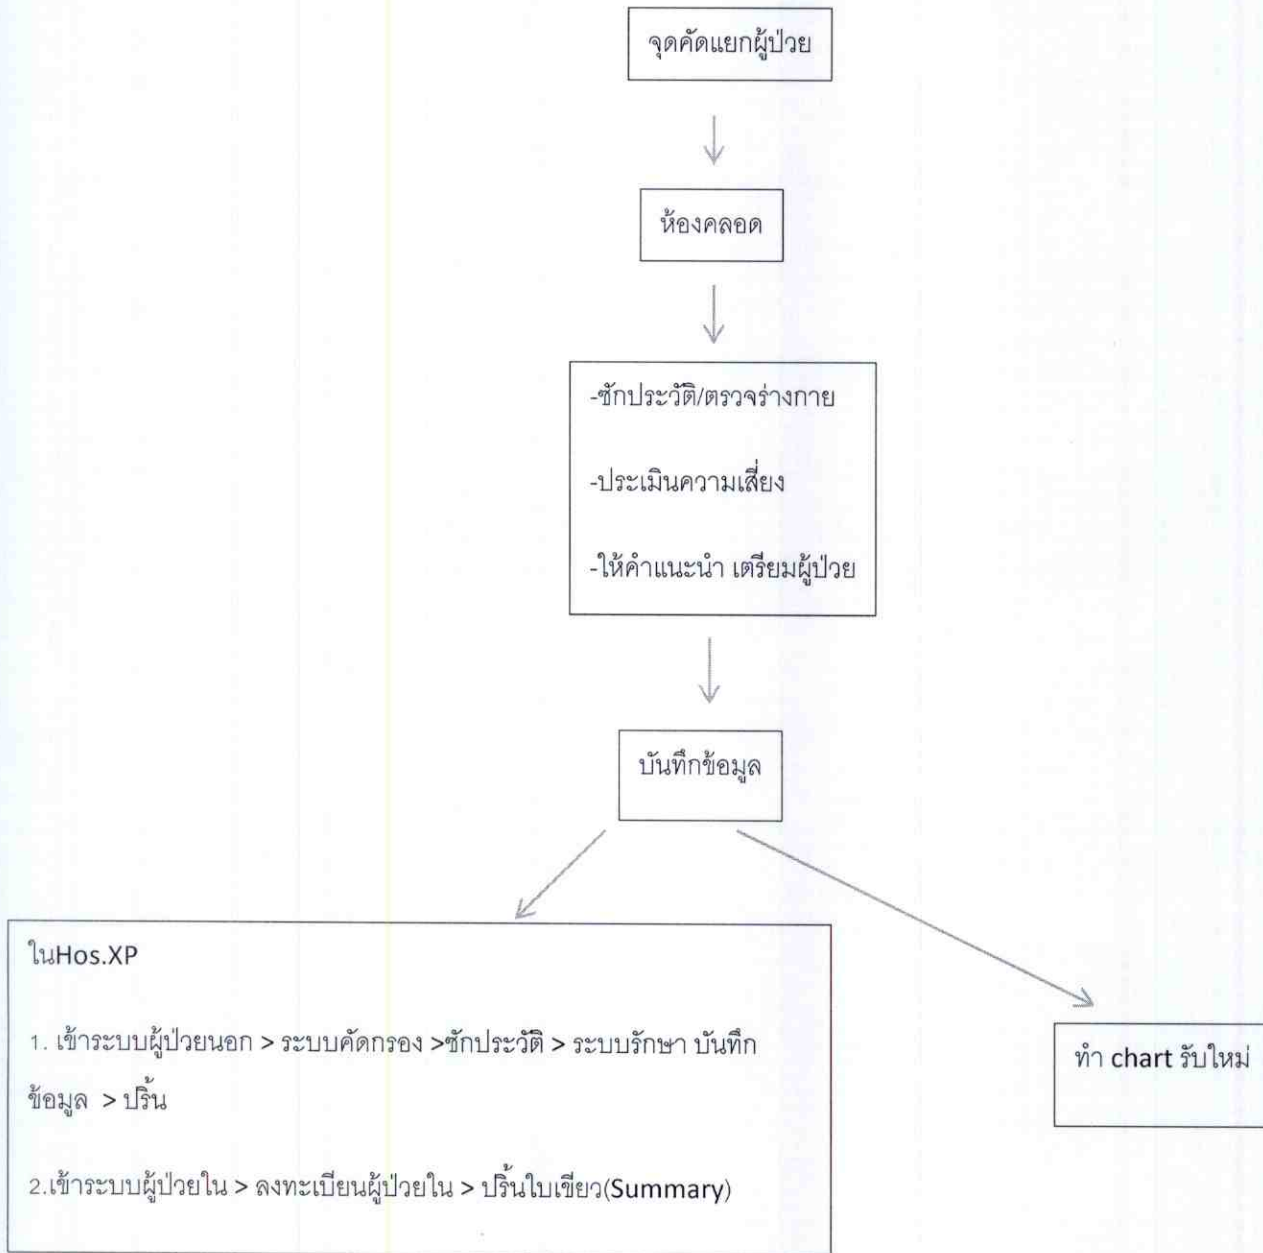 จุดคัดแยกผู้ป่วย
ห้องคลอด
-ซักประวัติ/ตรวจร่างกาย
-ประเมินความเสี่ยง
-ให้คำแนะนำ เตรียมผู้ป่วย
บันทึกข้อมูล
ในHos.XP
1. เข้าระบบผู้ป่วยนอก > ระบบคัดกรอง >ซักประวัติ > ระบบรักษา บันทึก
ข้อมูล > ปริ้น
2.เข้าระบบผู้ป่วยใน > ลงทะเบียนผู้ป่วยใน > ปริ้นใบเขียว(Summary)
ทำ chart รับใหม่